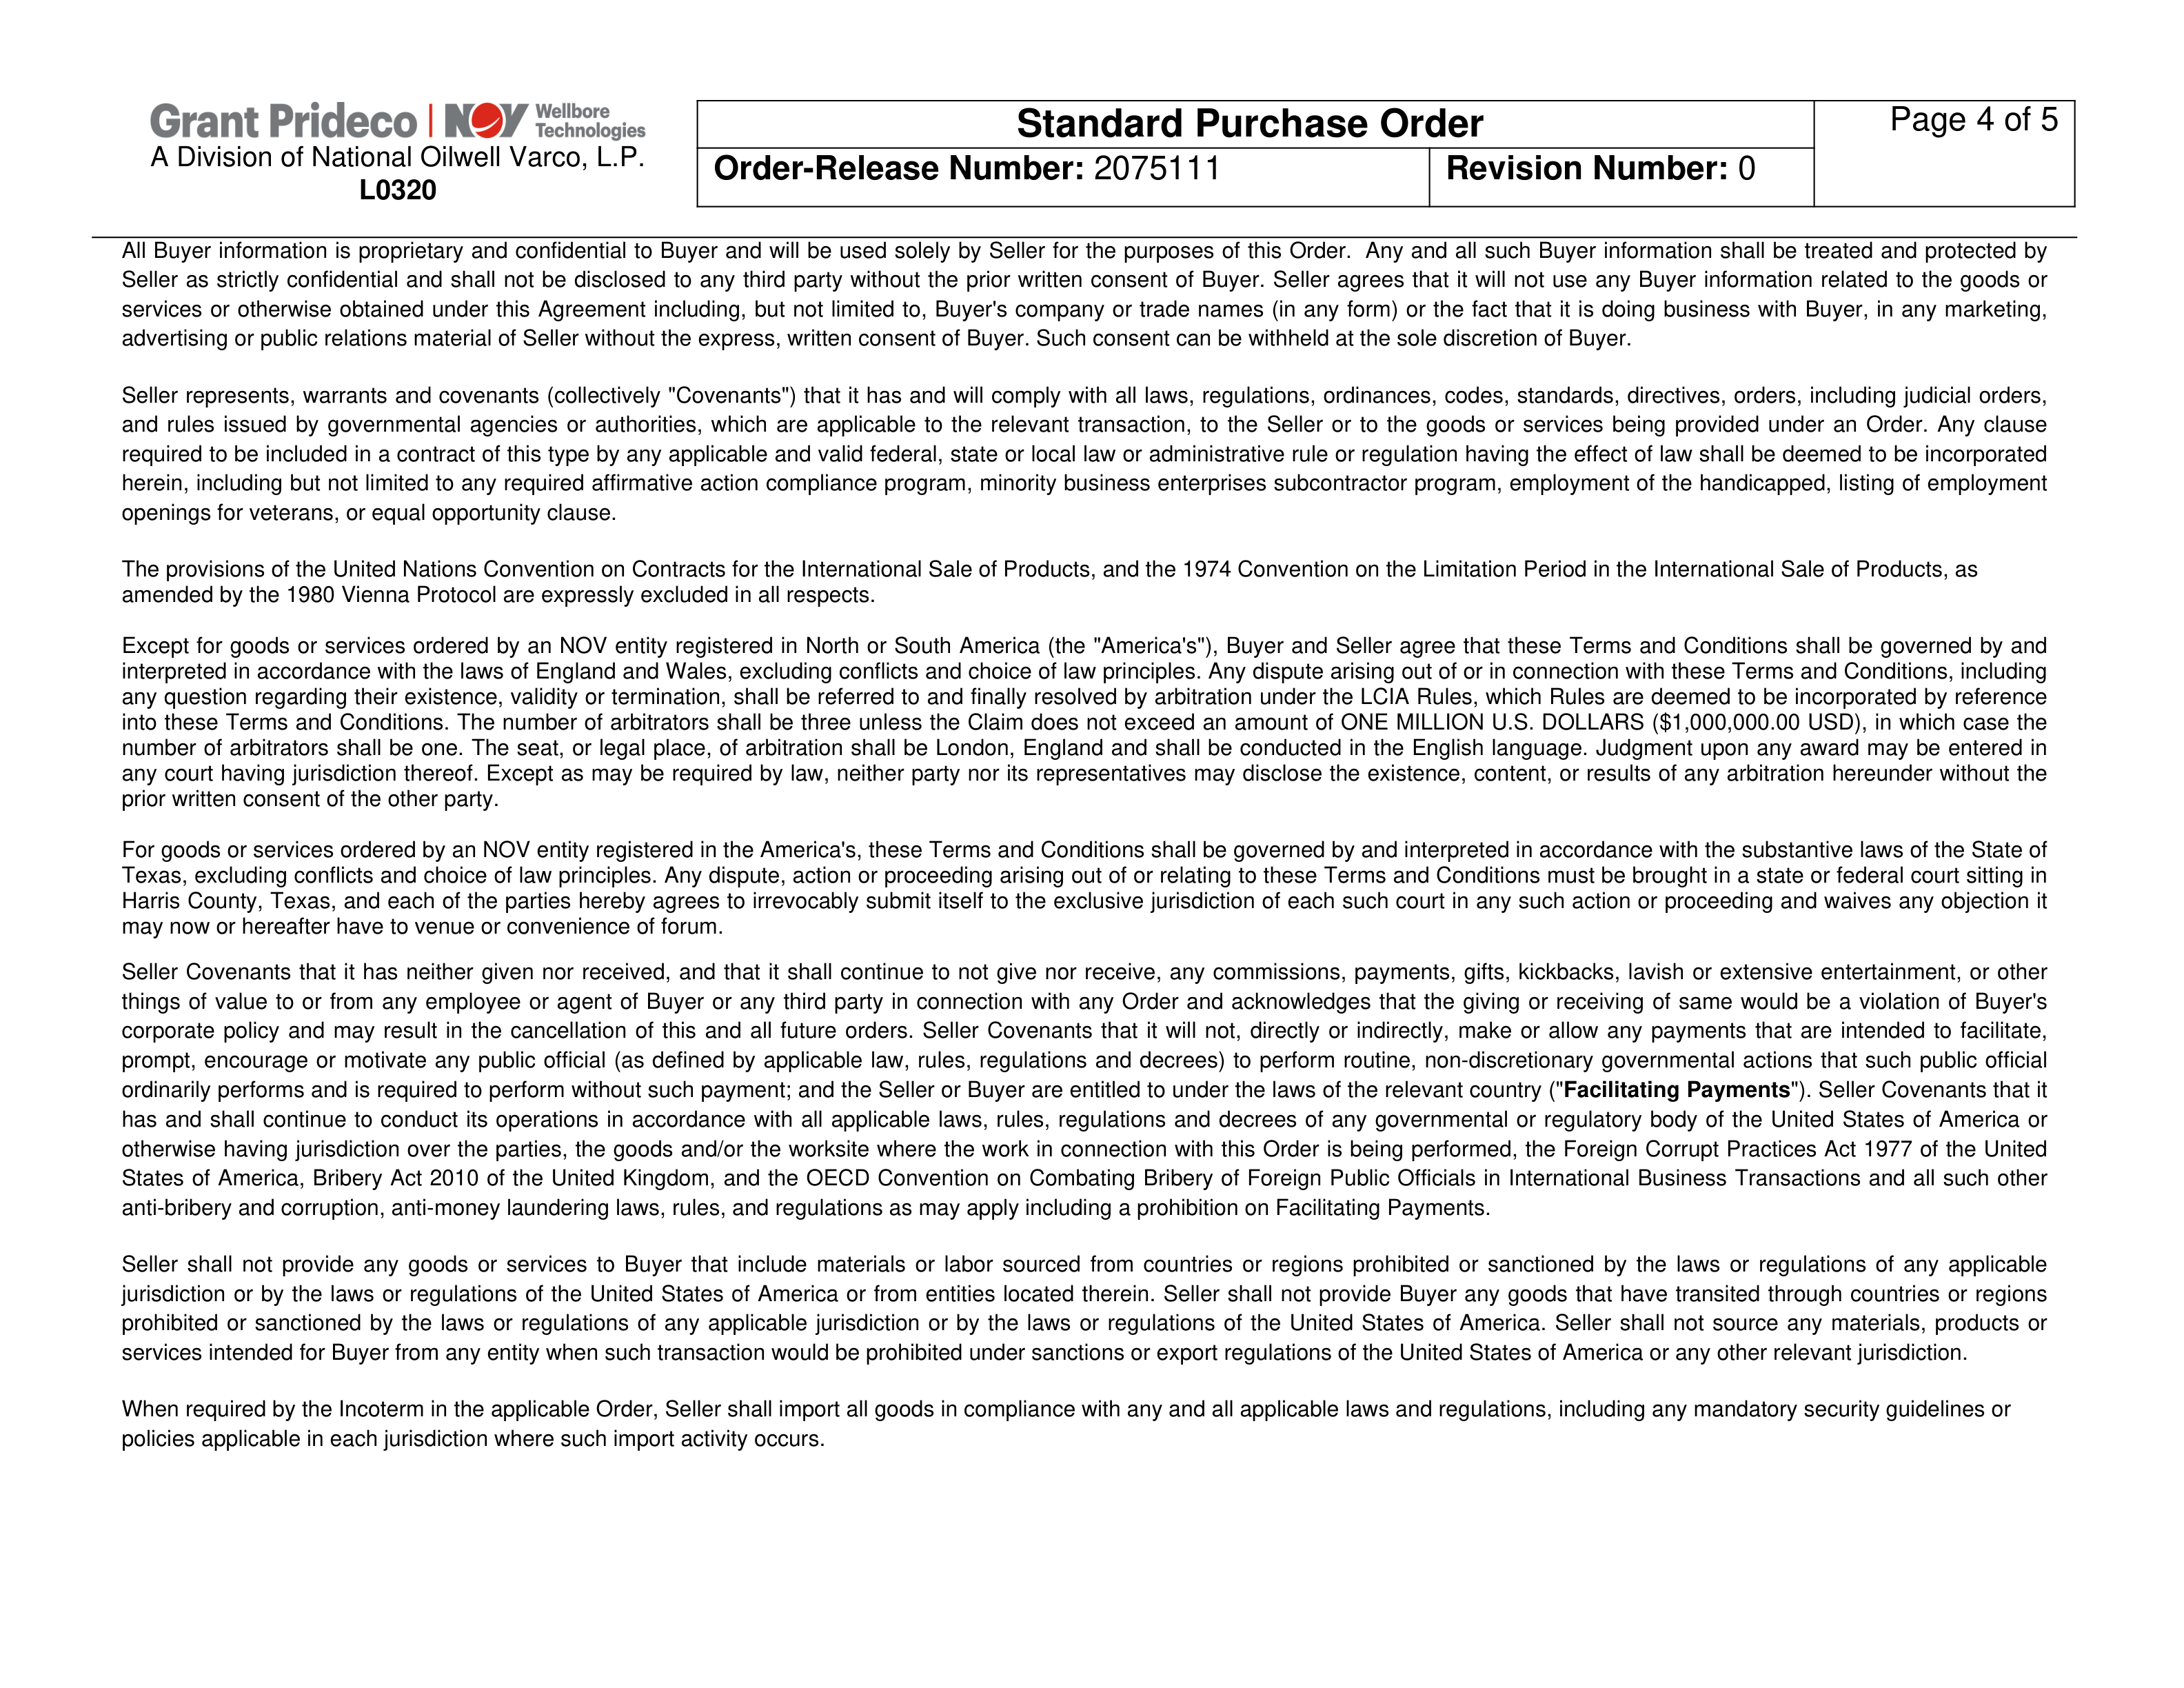 Grant Prideco | NOV Wellbore Technologies
A Division of National Oilwell Varco, L.P.
L0320
Standard Purchase Order
Page 4 of 5
Order-Release Number: 2075111
Revision Number: 0
All Buyer information is proprietary and confidential to Buyer and will be used solely by Seller for the purposes of this Order.  Any and all such Buyer information shall be treated and protected by
Seller as strictly confidential and shall not be disclosed to any third party without the prior written consent of Buyer. Seller agrees that it will not use any Buyer information related to the goods or
services or otherwise obtained under this Agreement including, but not limited to, Buyer's company or trade names (in any form) or the fact that it is doing business with Buyer, in any marketing,
advertising or public relations material of Seller without the express, written consent of Buyer. Such consent can be withheld at the sole discretion of Buyer.
Seller represents, warrants and covenants (collectively "Covenants") that it has and will comply with all laws, regulations, ordinances, codes, standards, directives, orders, including judicial orders,
and rules issued by governmental agencies or authorities, which are applicable to the relevant transaction, to the Seller or to the goods or services being provided under an Order. Any clause
required to be included in a contract of this type by any applicable and valid federal, state or local law or administrative rule or regulation having the effect of law shall be deemed to be incorporated
herein, including but not limited to any required affirmative action compliance program, minority business enterprises subcontractor program, employment of the handicapped, listing of employment
openings for veterans, or equal opportunity clause.
The provisions of the United Nations Convention on Contracts for the International Sale of Products, and the 1974 Convention on the Limitation Period in the International Sale of Products, as
amended by the 1980 Vienna Protocol are expressly excluded in all respects.
Except for goods or services ordered by an NOV entity registered in North or South America (the "America's"), Buyer and Seller agree that these Terms and Conditions shall be governed by and
interpreted in accordance with the laws of England and Wales, excluding conflicts and choice of law principles. Any dispute arising out of or in connection with these Terms and Conditions, including
any question regarding their existence, validity or termination, shall be referred to and finally resolved by arbitration under the LCIA Rules, which Rules are deemed to be incorporated by reference
into these Terms and Conditions. The number of arbitrators shall be three unless the Claim does not exceed an amount of ONE MILLION U.S. DOLLARS ($1,000,000.00 USD), in which case the
number of arbitrators shall be one. The seat, or legal place, of arbitration shall be London, England and shall be conducted in the English language. Judgment upon any award may be entered in
any court having jurisdiction thereof. Except as may be required by law, neither party nor its representatives may disclose the existence, content, or results of any arbitration hereunder without the
prior written consent of the other party.
For goods or services ordered by an NOV entity registered in the America's, these Terms and Conditions shall be governed by and interpreted in accordance with the substantive laws of the State of
Texas, excluding conflicts and choice of law principles. Any dispute, action or proceeding arising out of or relating to these Terms and Conditions must be brought in a state or federal court sitting in
Harris County, Texas, and each of the parties hereby agrees to irrevocably submit itself to the exclusive jurisdiction of each such court in any such action or proceeding and waives any objection it
may now or hereafter have to venue or convenience of forum.
Seller Covenants that it has neither given nor received, and that it shall continue to not give nor receive, any commissions, payments, gifts, kickbacks, lavish or extensive entertainment, or other
things of value to or from any employee or agent of Buyer or any third party in connection with any Order and acknowledges that the giving or receiving of same would be a violation of Buyer's
corporate policy and may result in the cancellation of this and all future orders. Seller Covenants that it will not, directly or indirectly, make or allow any payments that are intended to facilitate,
prompt, encourage or motivate any public official (as defined by applicable law, rules, regulations and decrees) to perform routine, non-discretionary governmental actions that such public official
ordinarily performs and is required to perform without such payment; and the Seller or Buyer are entitled to under the laws of the relevant country ("Facilitating Payments"). Seller Covenants that it
has and shall continue to conduct its operations in accordance with all applicable laws, rules, regulations and decrees of any governmental or regulatory body of the United States of America or
otherwise having jurisdiction over the parties, the goods and/or the worksite where the work in connection with this Order is being performed, the Foreign Corrupt Practices Act 1977 of the United
States of America, Bribery Act 2010 of the United Kingdom, and the OECD Convention on Combating Bribery of Foreign Public Officials in International Business Transactions and all such other
anti-bribery and corruption, anti-money laundering laws, rules, and regulations as may apply including a prohibition on Facilitating Payments.
Seller shall not provide any goods or services to Buyer that include materials or labor sourced from countries or regions prohibited or sanctioned by the laws or regulations of any applicable
jurisdiction or by the laws or regulations of the United States of America or from entities located therein. Seller shall not provide Buyer any goods that have transited through countries or regions
prohibited or sanctioned by the laws or regulations of any applicable jurisdiction or by the laws or regulations of the United States of America. Seller shall not source any materials, products or
services intended for Buyer from any entity when such transaction would be prohibited under sanctions or export regulations of the United States of America or any other relevant jurisdiction.
When required by the Incoterm in the applicable Order, Seller shall import all goods in compliance with any and all applicable laws and regulations, including any mandatory security guidelines or
policies applicable in each jurisdiction where such import activity occurs.